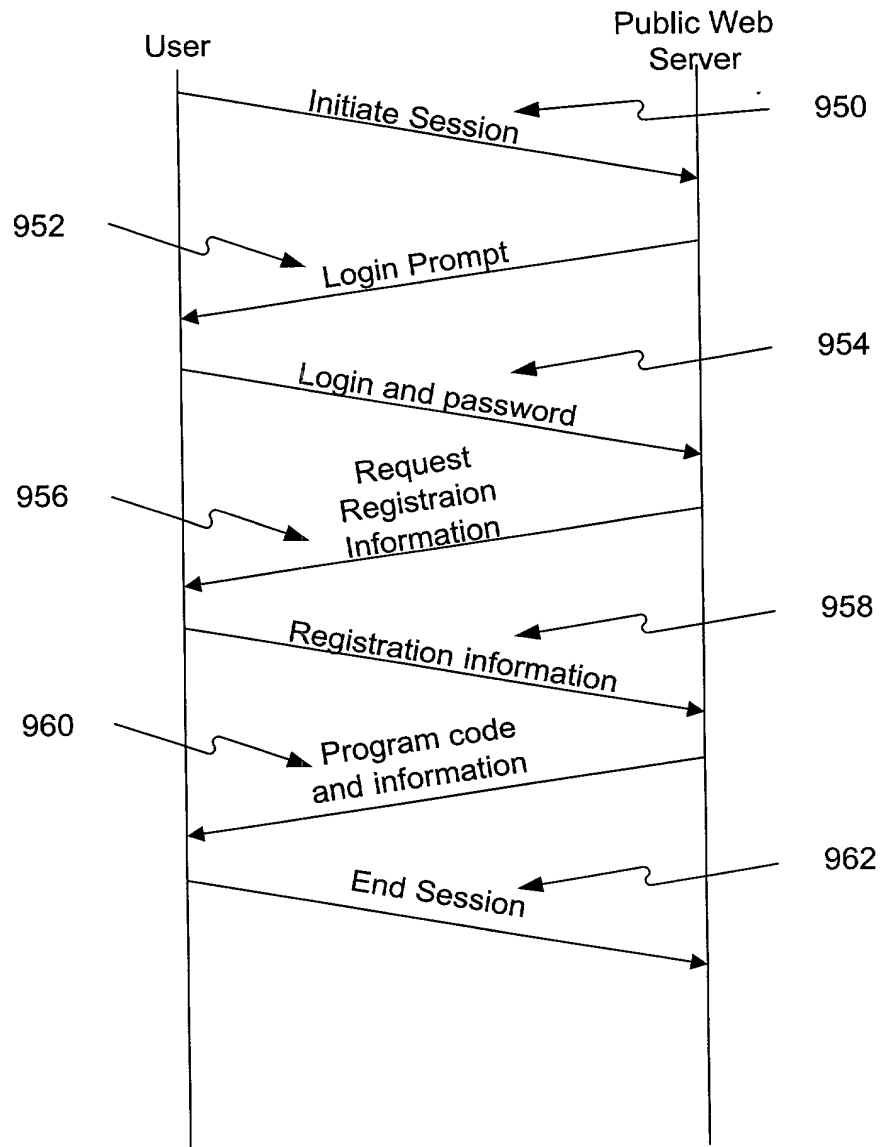 User
Public Web
Server
Initiate Session
950
952
Login Prompt
954
Login and password
956
Request
Registraion
Information
958
Registration information
960
Program code
and information
962
End Session